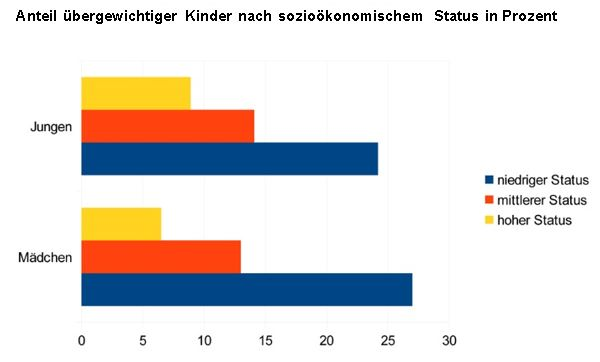 Anteil übergewichtiger Kinder nach sozioökonomischem Status in Prozent
Jungen
Mädchen
niedriger Status
mittlerer Status
hoher Status
0 5 10 15 20 25 30